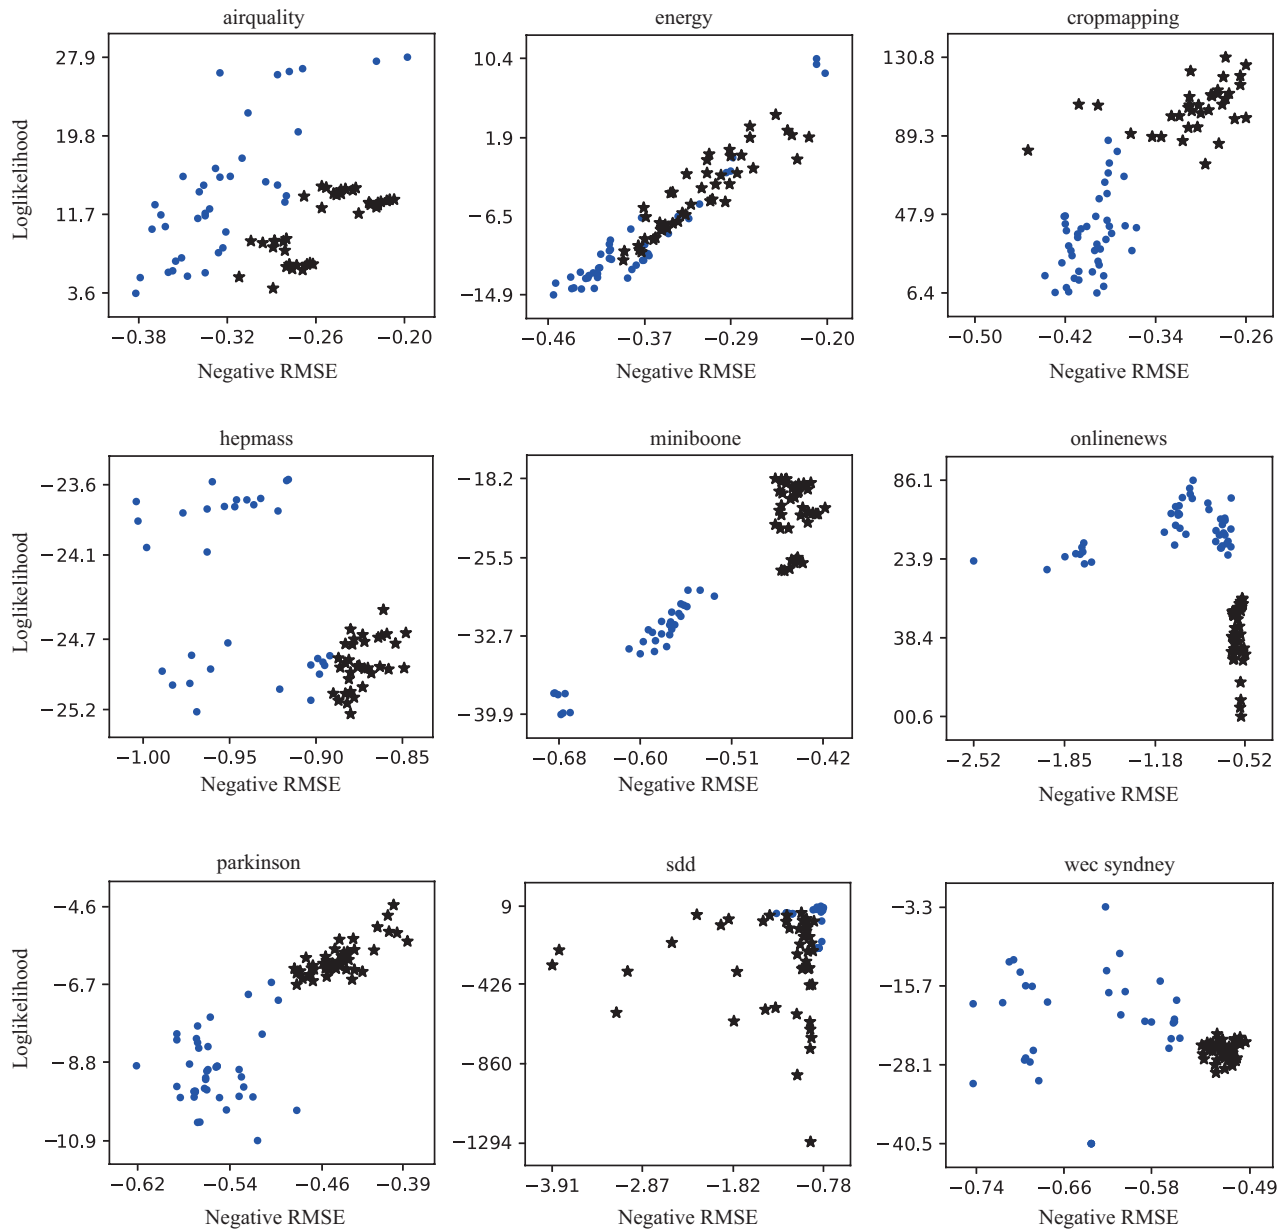 airquality
energy
cropmapping
27.9
19.8
11.7
3.6
10.4
1.9
−6.5
−14.9
130.8
89.3
47.9
6.4
Loglikelihood
−0.38 −0.32 −0.26 −0.20
−0.46 −0.37 −0.29 −0.20
−0.50 −0.42 −0.34 −0.26
Negative RMSE
Negative RMSE
Negative RMSE
hepmass
miniboone
onlinenews
−23.6
−24.1
−24.7
−25.2
−18.2
−25.5
−32.7
−39.9
86.1
23.9
38.4
00.6
Loglikelihood
−1.00 −0.95 −0.90 −0.85
−0.68 −0.60 −0.51 −0.42
−2.52 −1.85 −1.18 −0.52
Negative RMSE
Negative RMSE
Negative RMSE
parkinson
sdd
wec syndney
−4.6
−6.7
−8.8
−10.9
9
−426
−860
−1294
−3.3
−15.7
−28.1
−40.5
Loglikelihood
−0.62 −0.54 −0.46 −0.39
−3.91 −2.87 −1.82 −0.78
−0.74 −0.66 −0.58 −0.49
Negative RMSE
Negative RMSE
Negative RMSE